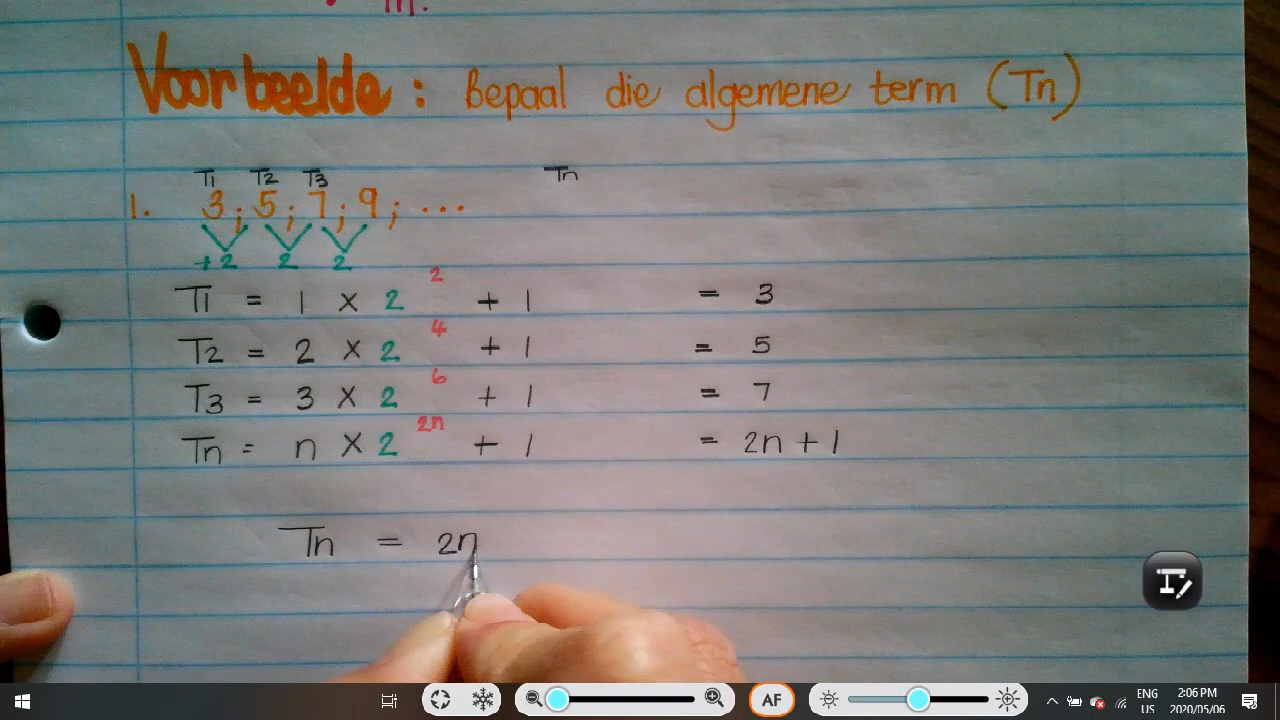 m.
Voorbeelde : Bepaal die algemene term (Tn)
T1 T2 T3 Tn
1. 3 ; 5 ; 7 ; 9 ; ...
+2 2 2
2
T1 = 1 × 2 + 1 = 3
4
T2 = 2 × 2 + 1 = 5
6
T3 = 3 × 2 + 1 = 7
2n
Tn = n × 2 + 1 = 2n + 1
Tn = 2n
AF
ENG 2:06 PM
US 2020/05/06